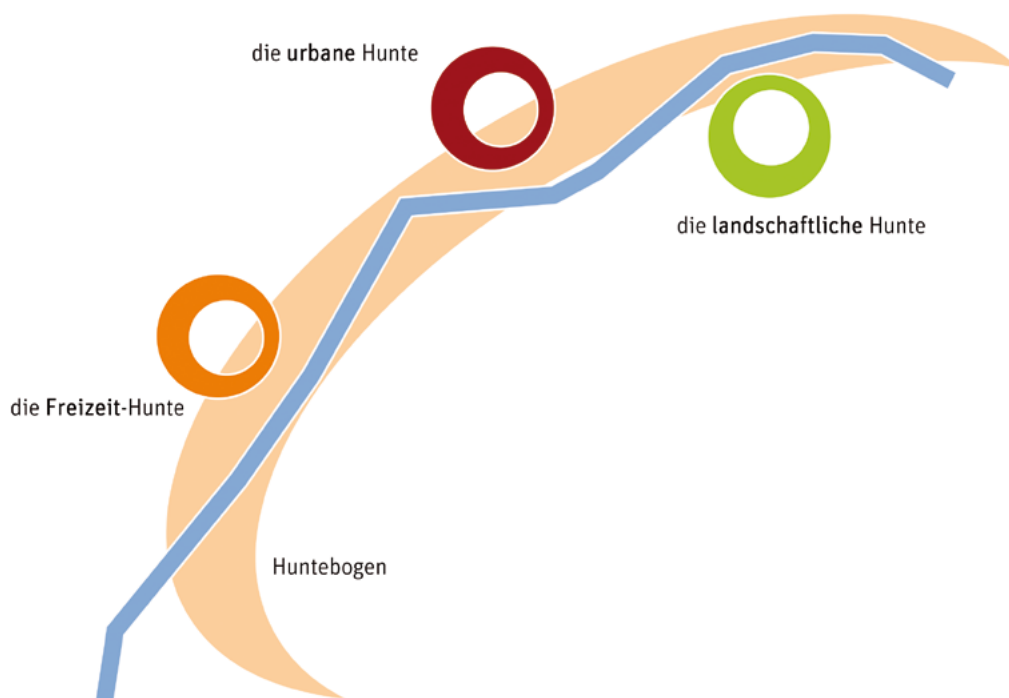 die urbane Hunte
die landschaftliche Hunte
die Freizeit-Hunte
Huntebogen